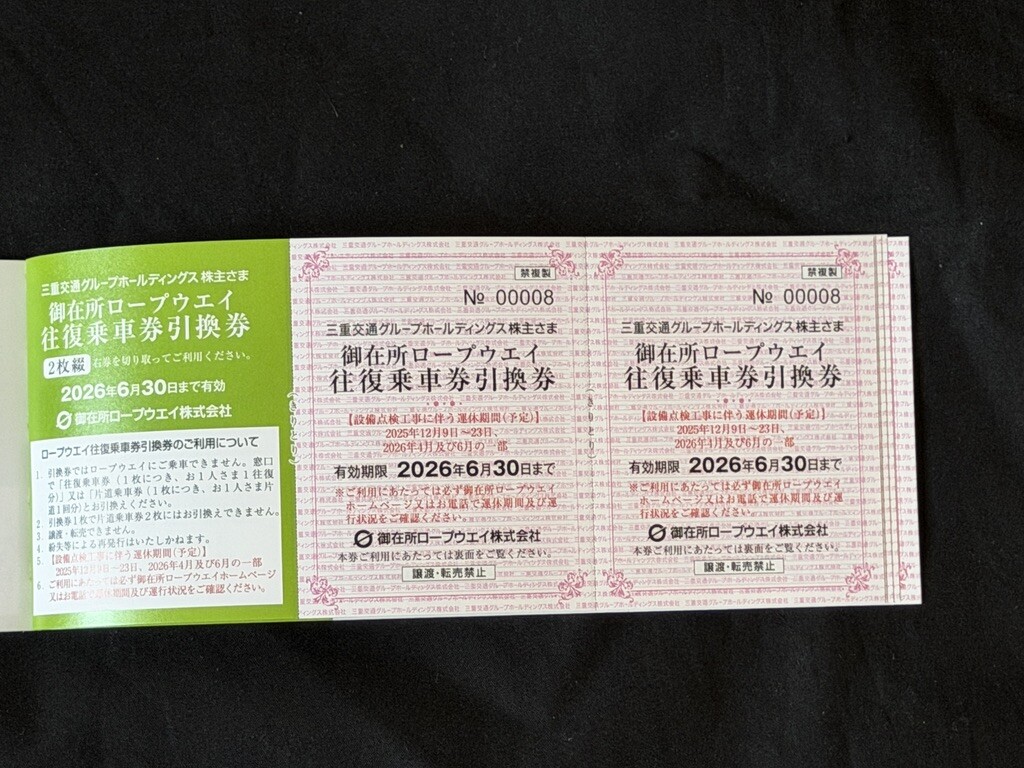 三重交通グループホールディングス 株主さま
御在所ロープウエイ
往復乗車券引換券
2枚綴 右券を切り取ってご利用ください。
2026年6月30日まで有効
御在所ロープウエイ株式会社
ロープウエイ往復乗車券引換券のご利用について
1. 引換券ではロープウエイにご乗車できません。窓口
で「往復乗車券（1枚につき、お1人さま1往復
分）」又は「片道乗車券（1枚につき、お1人さま片
道1回分）とお引換えください。
2. 引換券1枚で片道乗車券2枚にはお引換えできません。
3. 譲渡・転売できません。
4. 紛失等による再発行はいたしかねます。
5. 【設備点検工事に伴う運休期間(予定)】
2025年12月9日～23日、2026年4月及び6月の一部
6. ご利用にあたっては必ず御在所ロープウエイホームページ
又はお電話で運休期間及び運行状況をご確認ください。
禁複製
№ 00008
三重交通グループホールディングス株主さま
御在所ロープウエイ
往復乗車券引換券
【設備点検工事に伴う運休期間(予定)】
2025年12月9日～23日、
2026年4月及び6月の一部
有効期限 2026年6月30日まで
※ご利用にあたっては必ず御在所ロープウエイ
ホームページ又はお電話で運休期間及び運
行状況をご確認ください。
御在所ロープウエイ株式会社
本券ご利用にあたっては裏面をご覧ください。
譲渡・転売禁止
(きりとり)
禁複製
№ 00008
三重交通グループホールディングス株主さま
御在所ロープウエイ
往復乗車券引換券
【設備点検工事に伴う運休期間(予定)】
2025年12月9日～23日、
2026年4月及び6月の一部
有効期限 2026年6月30日まで
※ご利用にあたっては必ず御在所ロープウエイ
ホームページ又はお電話で運休期間及び運
行状況をご確認ください。
御在所ロープウエイ株式会社
本券ご利用にあたっては裏面をご覧ください。
譲渡・転売禁止